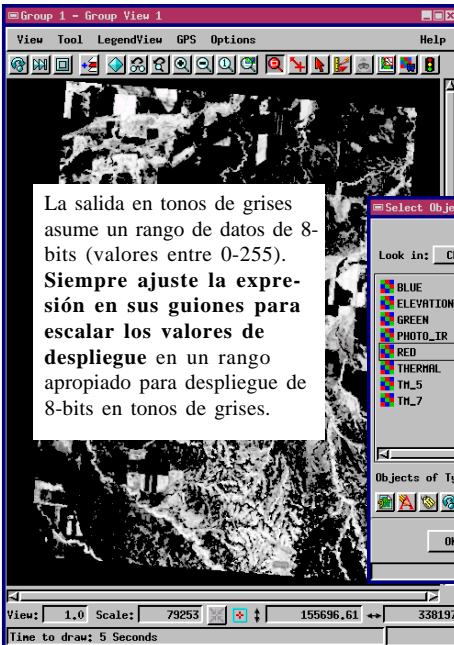 Group 1 - Group View 1
View Tool LegendView GPS Options Help
La salida en tonos de grises
asume un rango de datos de 8-
bits (valores entre 0-255).
Siempre ajuste la expre-
sión en sus guiones para
escalar los valores de
despliegue en un rango
apropiado para despliegue de
8-bits en tonos de grises.
Select Obje
Look in:
BLUE
ELEVATION
GREEN
PHOTO_IR
RED
THERMAL
TM_5
TM_7
Objects of Ty
View: 1.0 Scale: 79253 155696.61 338197
Time to draw: 5 Seconds